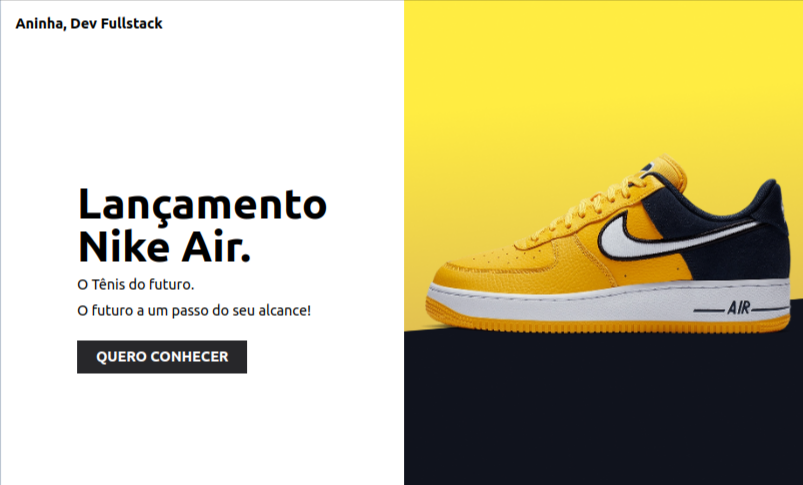 Aninha, Dev Fullstack
Lançamento
Nike Air.
O Tênis do futuro.
O futuro a um passo do seu alcance!
QUERO CONHECER
AIR